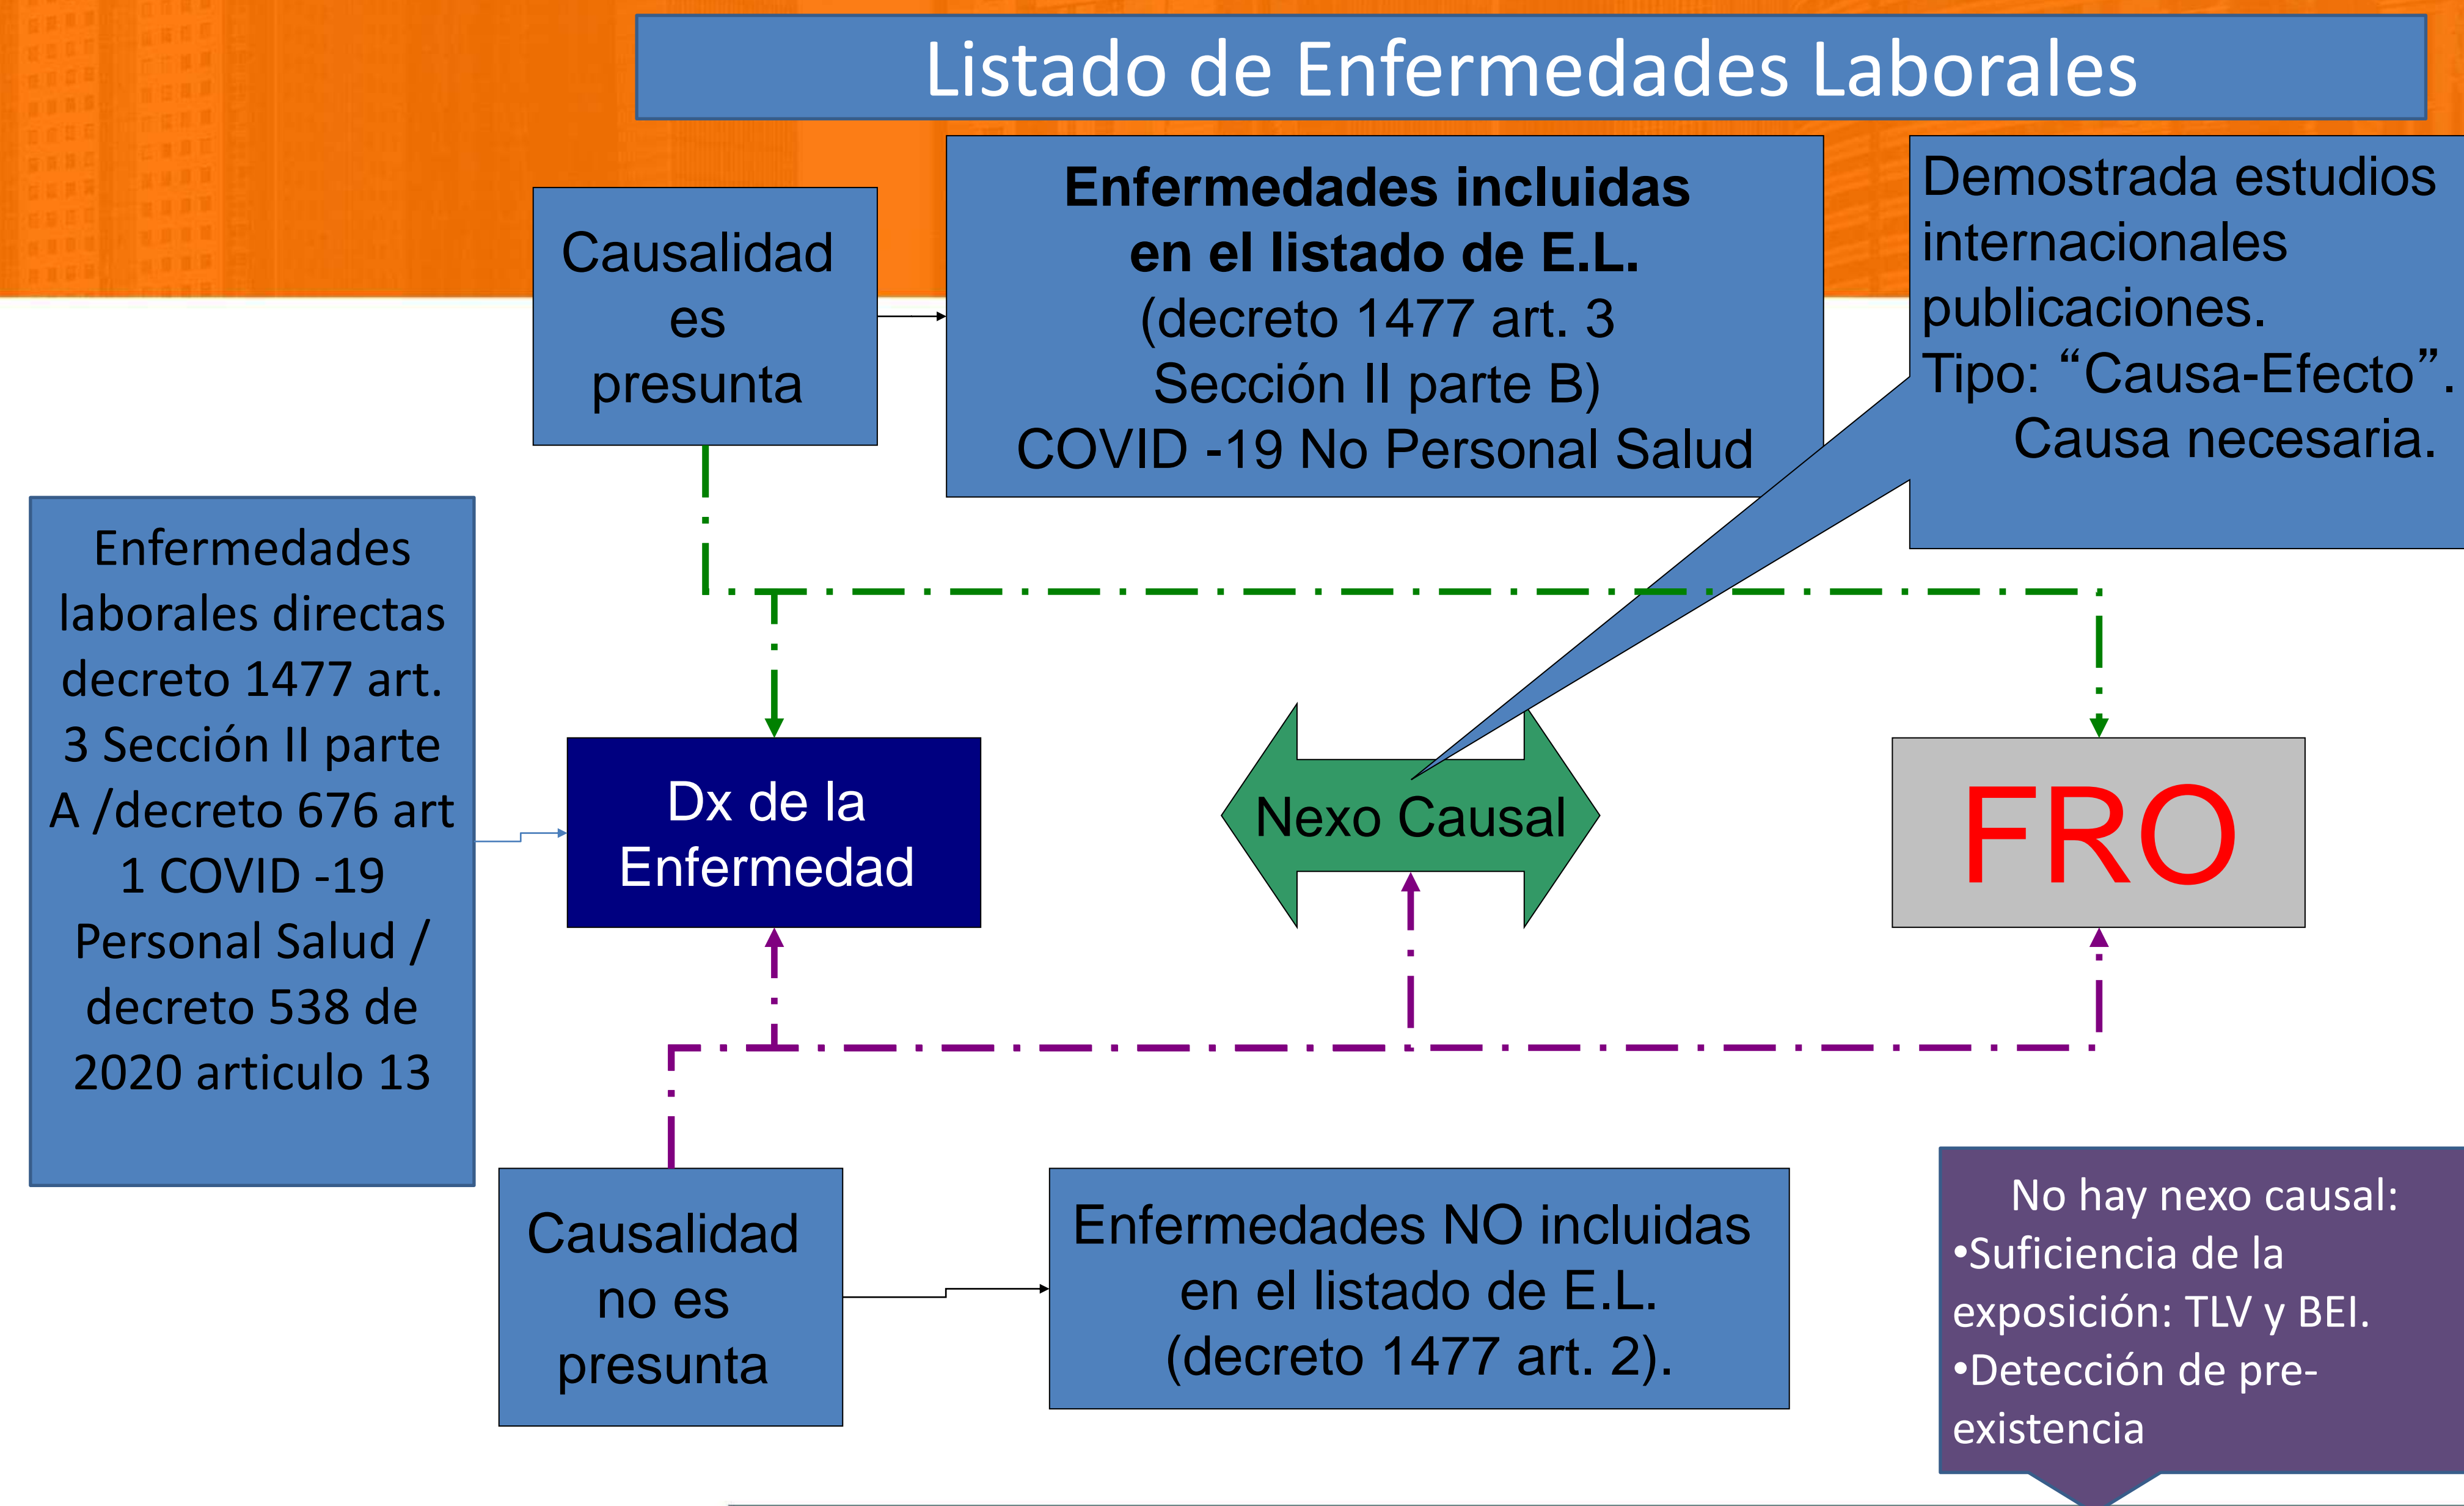 Listado de Enfermedades Laborales
Causalidad
es
presunta
Enfermedades incluidas
en el listado de E.L.
(decreto 1477 art. 3
Sección II parte B)
COVID -19 No Personal Salud
Demostrada estudios
internacionales
publicaciones.
Tipo: “Causa-Efecto”.
Causa necesaria.
Enfermedades
laborales directas
decreto 1477 art.
3 Sección II parte
A /decreto 676 art
1 COVID -19
Personal Salud /
decreto 538 de
2020 articulo 13
Dx de la
Enfermedad
Nexo Causal
FRO
Causalidad
no es
presunta
Enfermedades NO incluidas
en el listado de E.L.
(decreto 1477 art. 2).
No hay nexo causal:
•Suficiencia de la
exposición: TLV y BEI.
•Detección de pre-
existencia